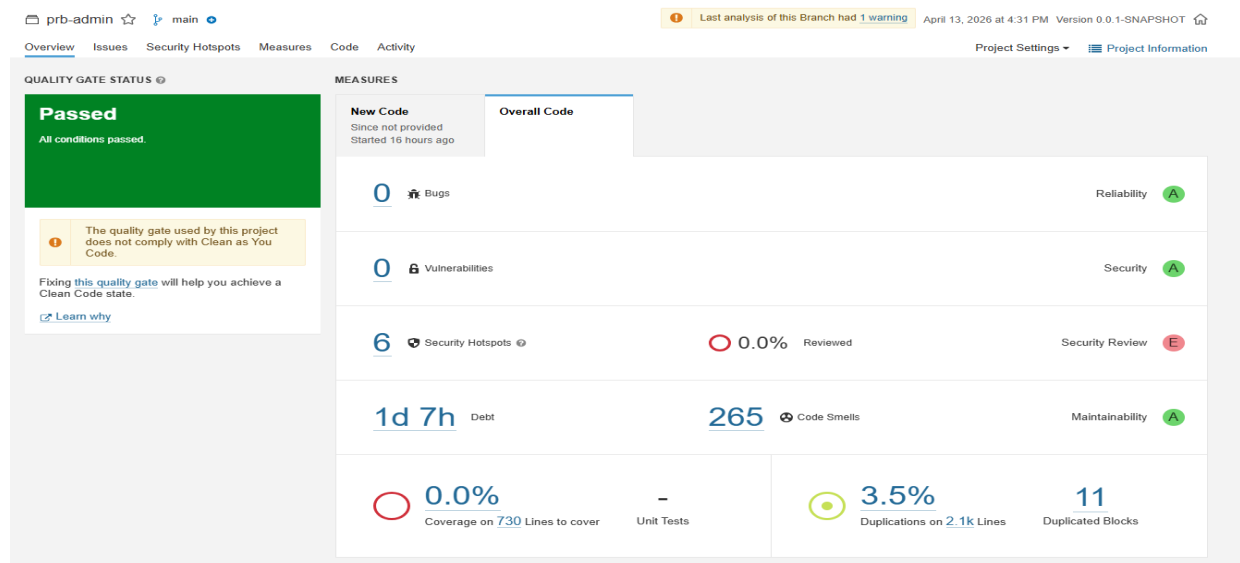 prb-admin main
Last analysis of this Branch had 1 warning April 13, 2026 at 4:31 PM Version 0.0.1-SNAPSHOT
Overview Issues Security Hotspots Measures Code Activity
Project Settings Project Information
QUALITY GATE STATUS
Passed
All conditions passed.
The quality gate used by this project
does not comply with Clean as You
Code.
Fixing this quality gate will help you achieve a
Clean Code state.
Learn why
MEASURES
New Code
Since not provided
Started 16 hours ago
Overall Code
0 Bugs Reliability A
0 Vulnerabilities Security A
6 Security Hotspots 0.0% Reviewed Security Review E
1d 7h Debt 265 Code Smells Maintainability A
0.0%
Coverage on 730 Lines to cover
-
Unit Tests
3.5%
Duplications on 2.1k Lines
11
Duplicated Blocks